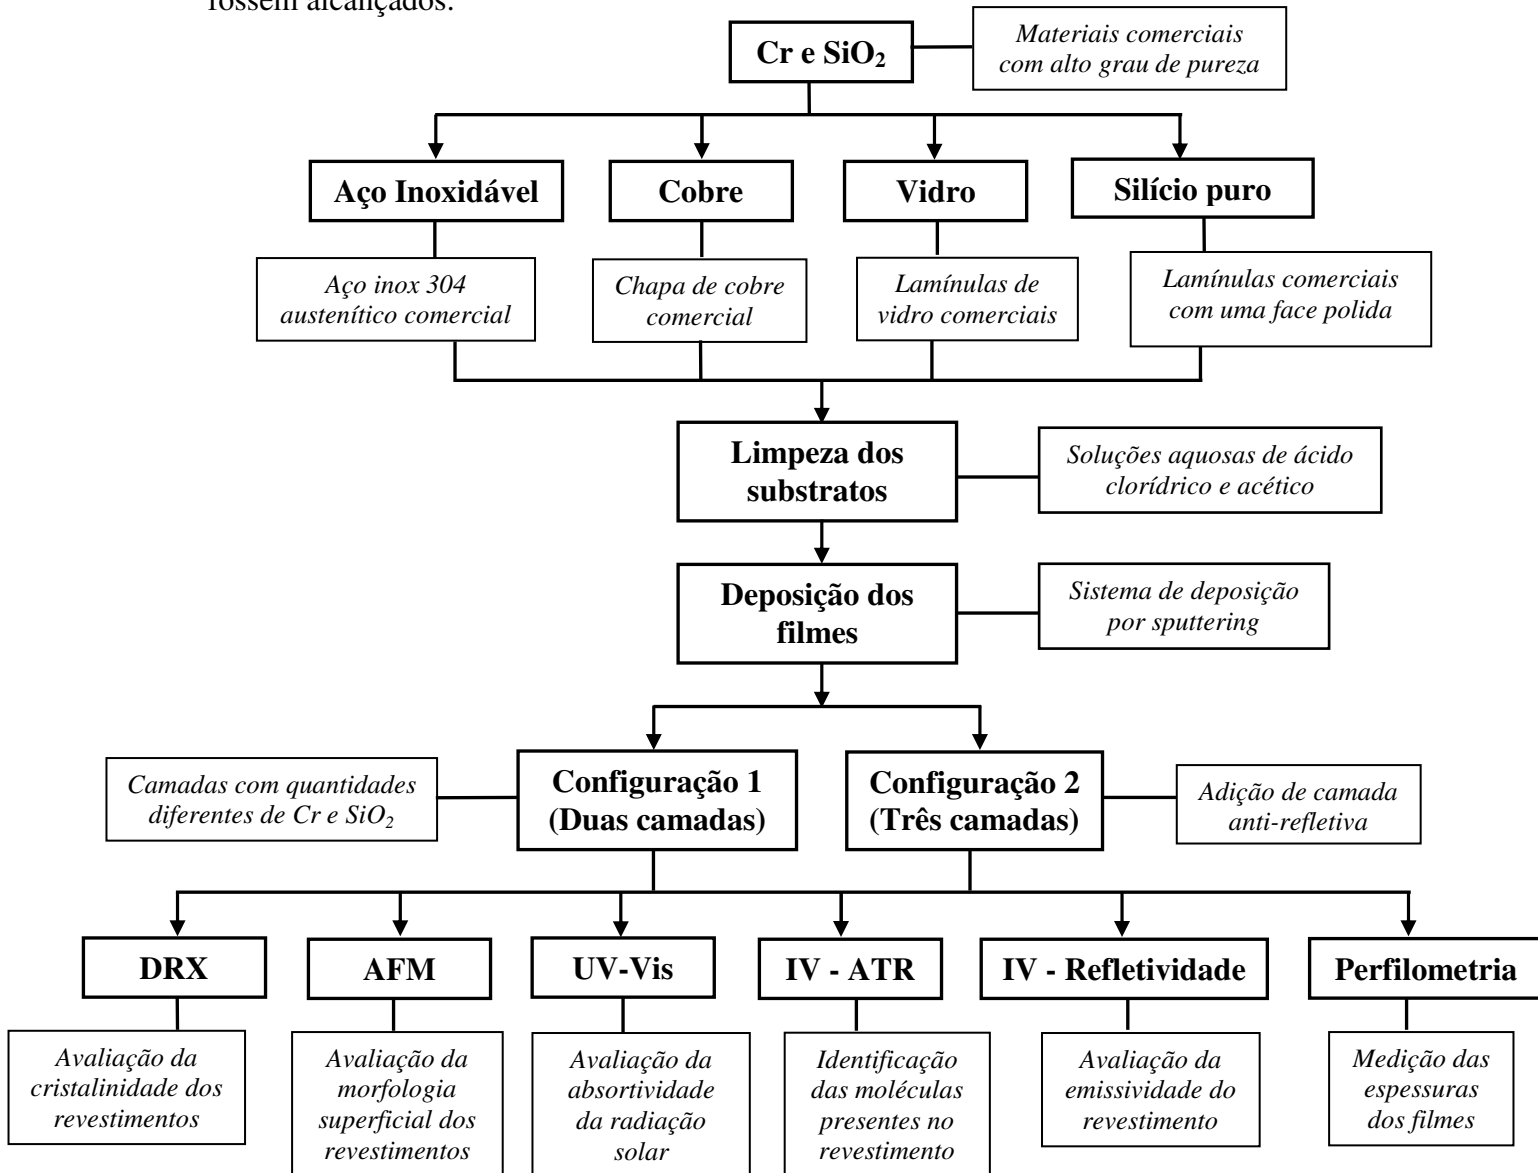 fossem alcançados.
Cr e SiO₂
Materiais comerciais
com alto grau de pureza
Aço Inoxidável
Cobre
Vidro
Silício puro
Aço inox 304
austenítico comercial
Chapa de cobre
comercial
Lamínulas de
vidro comerciais
Lamínulas comerciais
com uma face polida
Limpeza dos
substratos
Soluções aquosas de ácido
clorídrico e acético
Deposição dos
filmes
Sistema de deposição
por sputtering
Camadas com quantidades
diferentes de Cr e SiO₂
Configuração 1
(Duas camadas)
Configuração 2
(Três camadas)
Adição de camada
anti-refletiva
DRX
AFM
UV-Vis
IV - ATR
IV - Refletividade
Perfilometria
Avaliação da
cristalinidade dos
revestimentos
Avaliação da
morfologia
superficial dos
revestimentos
Avaliação da
absortividade
da radiação
solar
Identificação
das moléculas
presentes no
revestimento
Avaliação da
emissividade do
revestimento
Medição das
espessuras
dos filmes